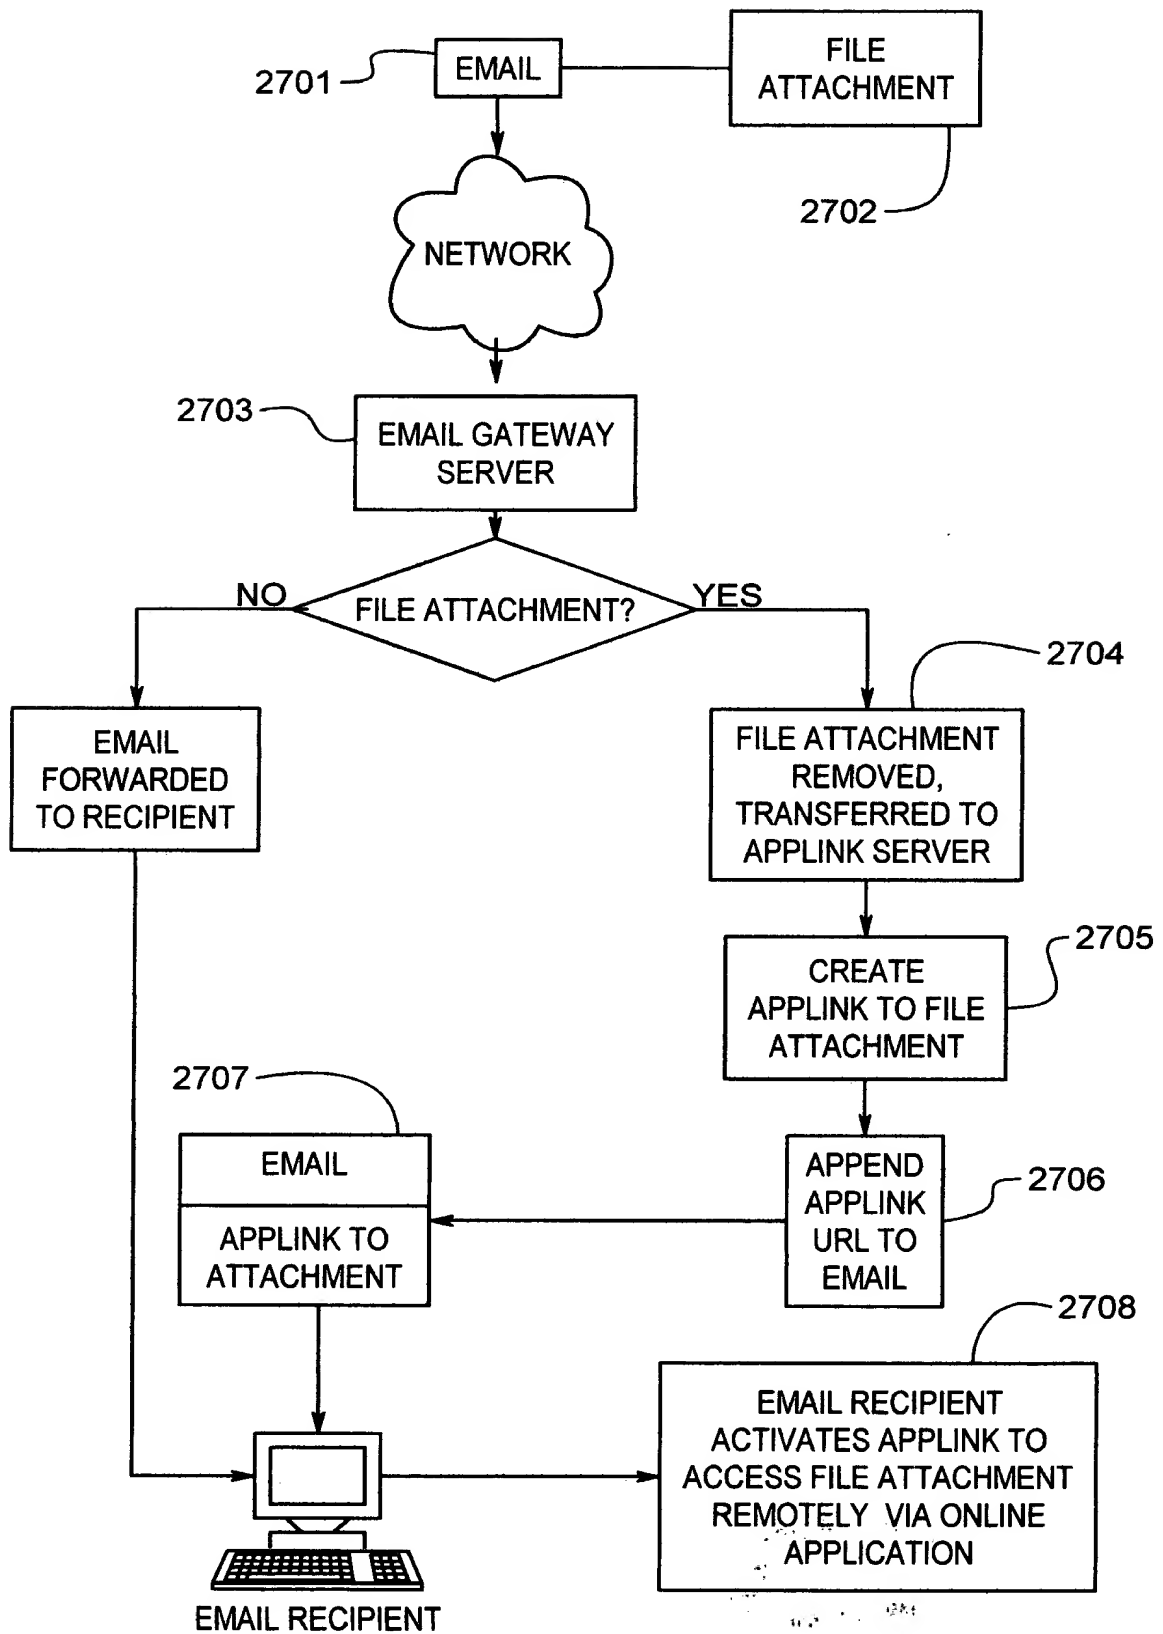 2701
EMAIL
FILE
ATTACHMENT
2702
NETWORK
2703
EMAIL GATEWAY
SERVER
NO
FILE ATTACHMENT?
YES
2704
EMAIL
FORWARDED
TO RECIPIENT
FILE ATTACHMENT
REMOVED,
TRANSFERRED TO
APPLINK SERVER
2705
CREATE
APPLINK TO FILE
ATTACHMENT
2707
EMAIL
APPLINK TO
ATTACHMENT
APPEND
APPLINK
URL TO
EMAIL
2706
2708
EMAIL RECIPIENT
ACTIVATES APPLINK TO
ACCESS FILE ATTACHMENT
REMOTELY VIA ONLINE
APPLICATION
EMAIL RECIPIENT